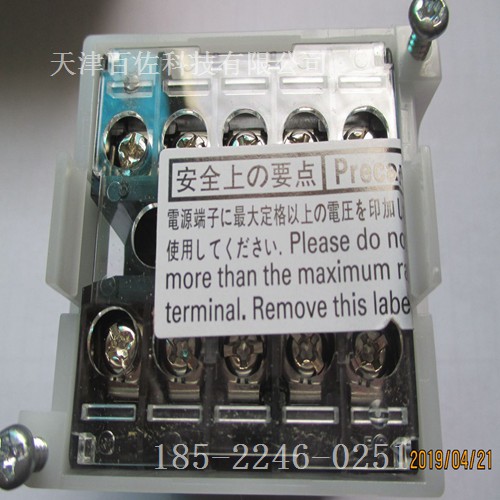 天津百佐科技有限公司
安全上の要点 Preca
電源端子に最大定格以上の電圧を印加
使用してください. Please do no
more than the maximum ra
terminal. Remove this labe
185-2246-0251
2019/04/21